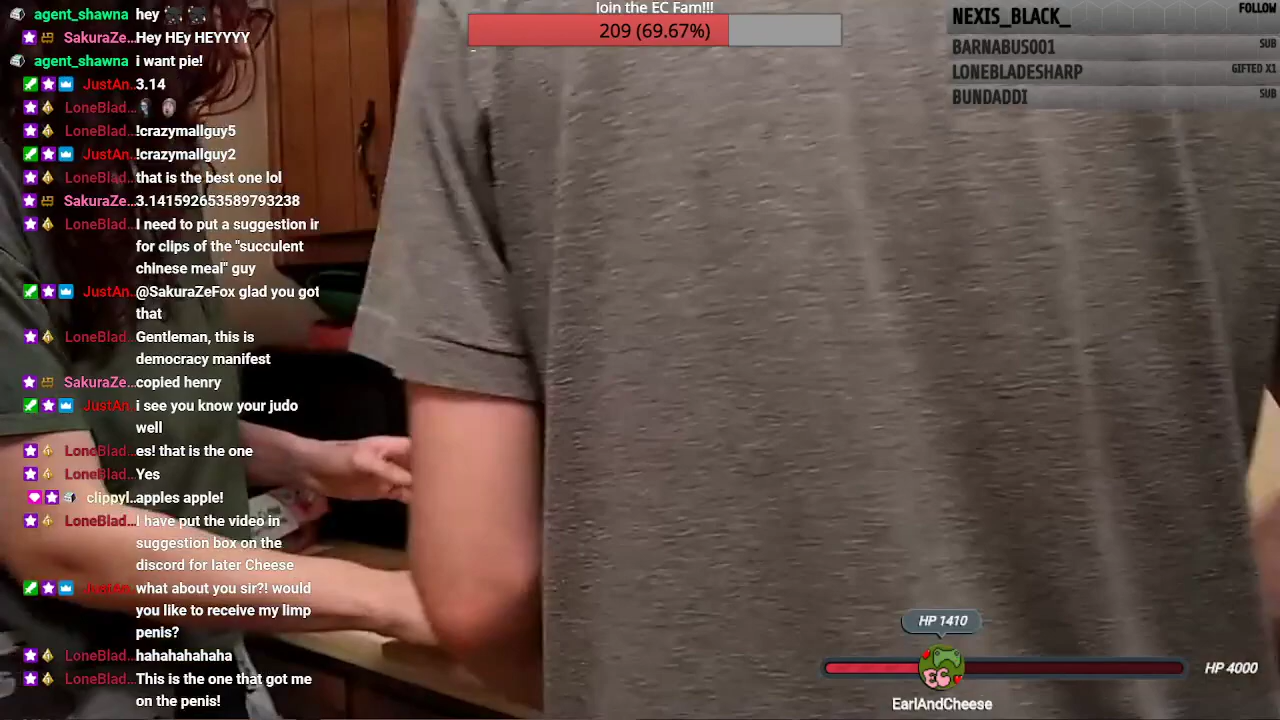 agent_shawna hey
SakuraZe... Hey HEy HEYYYY
agent_shawna i want pie!
JustAn... 3.14
LoneBlad...
LoneBlad... !crazymallguy5
JustAn... !crazymallguy2
LoneBlad... that is the best one lol
SakuraZe... 3.141592653589793238
LoneBlad... I need to put a suggestion in
for clips of the "succulent
chinese meal" guy
JustAn... @SakuraZeFox glad you got
that
LoneBlad... Gentleman, this is
democracy manifest
SakuraZe... copied henry
JustAn... i see you know your judo
well
LoneBlad... es! that is the one
LoneBlad... Yes
clippyl... apples apple!
LoneBlad... I have put the video in
suggestion box on the
discord for later Cheese
JustAn... what about you sir?! would
you like to receive my limp
penis?
LoneBlad... hahahahahaha
LoneBlad... This is the one that got me
on the penis!
Join the EC Fam!!!
209 (69.67%)
NEXIS_BLACK_ FOLLOW
BARNABUS001 SUB
LONEBLADESHARP GIFTED X1
BUNDADDI SUB
HP 1410
EC
HP 4000
EarlAndCheese